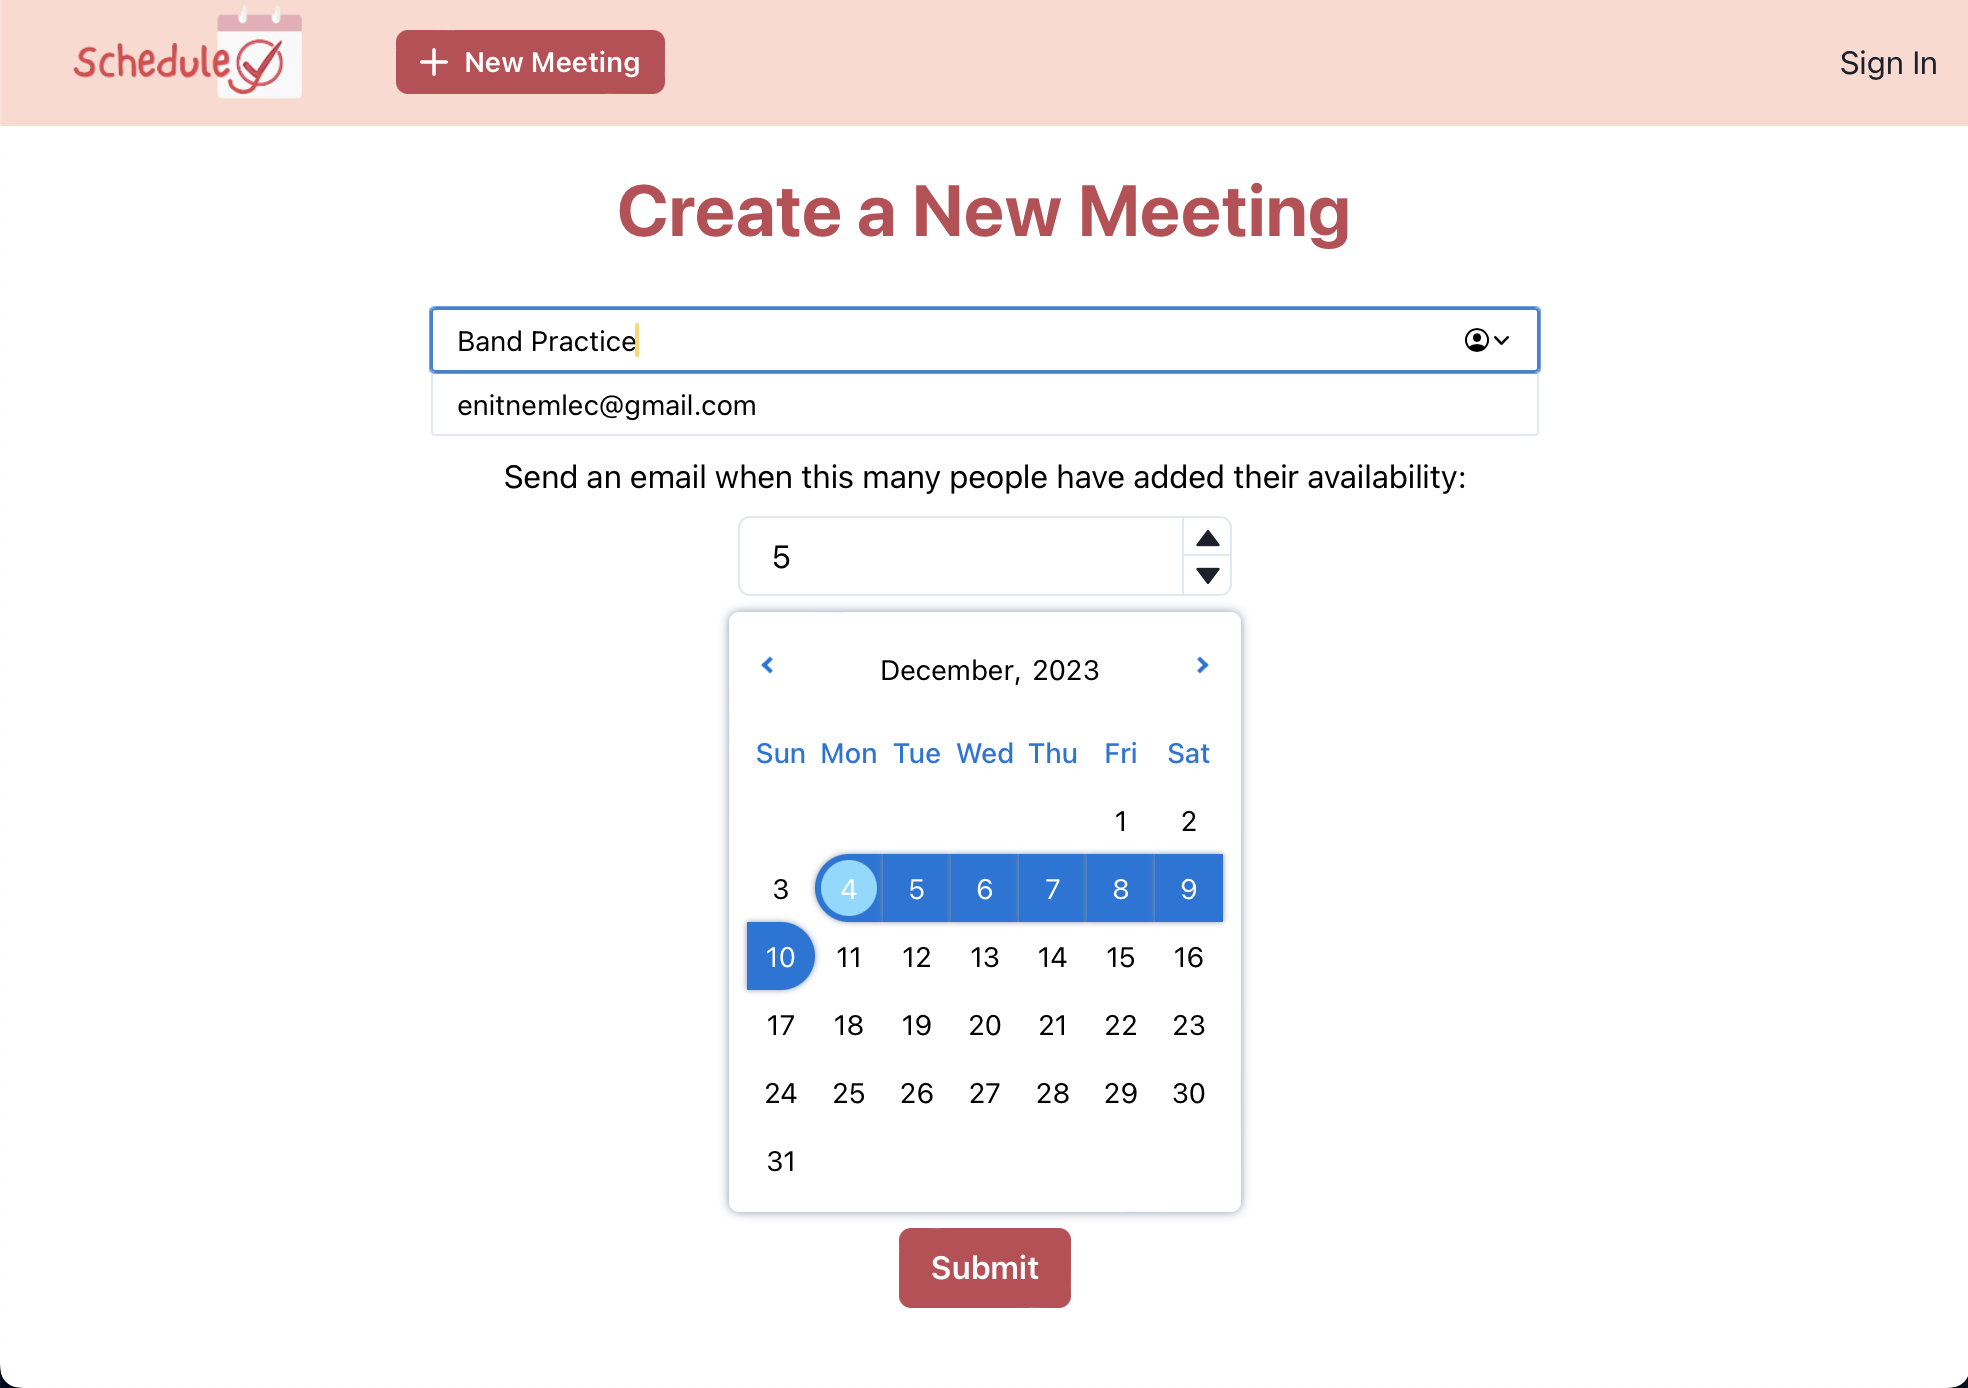 Schedule
New Meeting
Sign In
Create a New Meeting
Band Practice
enitnemlec@gmail.com
Send an email when this many people have added their availability:
5
December, 2023
Sun Mon Tue Wed Thu Fri Sat
1 2
3 4 5 6 7 8 9
10 11 12 13 14 15 16
17 18 19 20 21 22 23
24 25 26 27 28 29 30
31
Submit